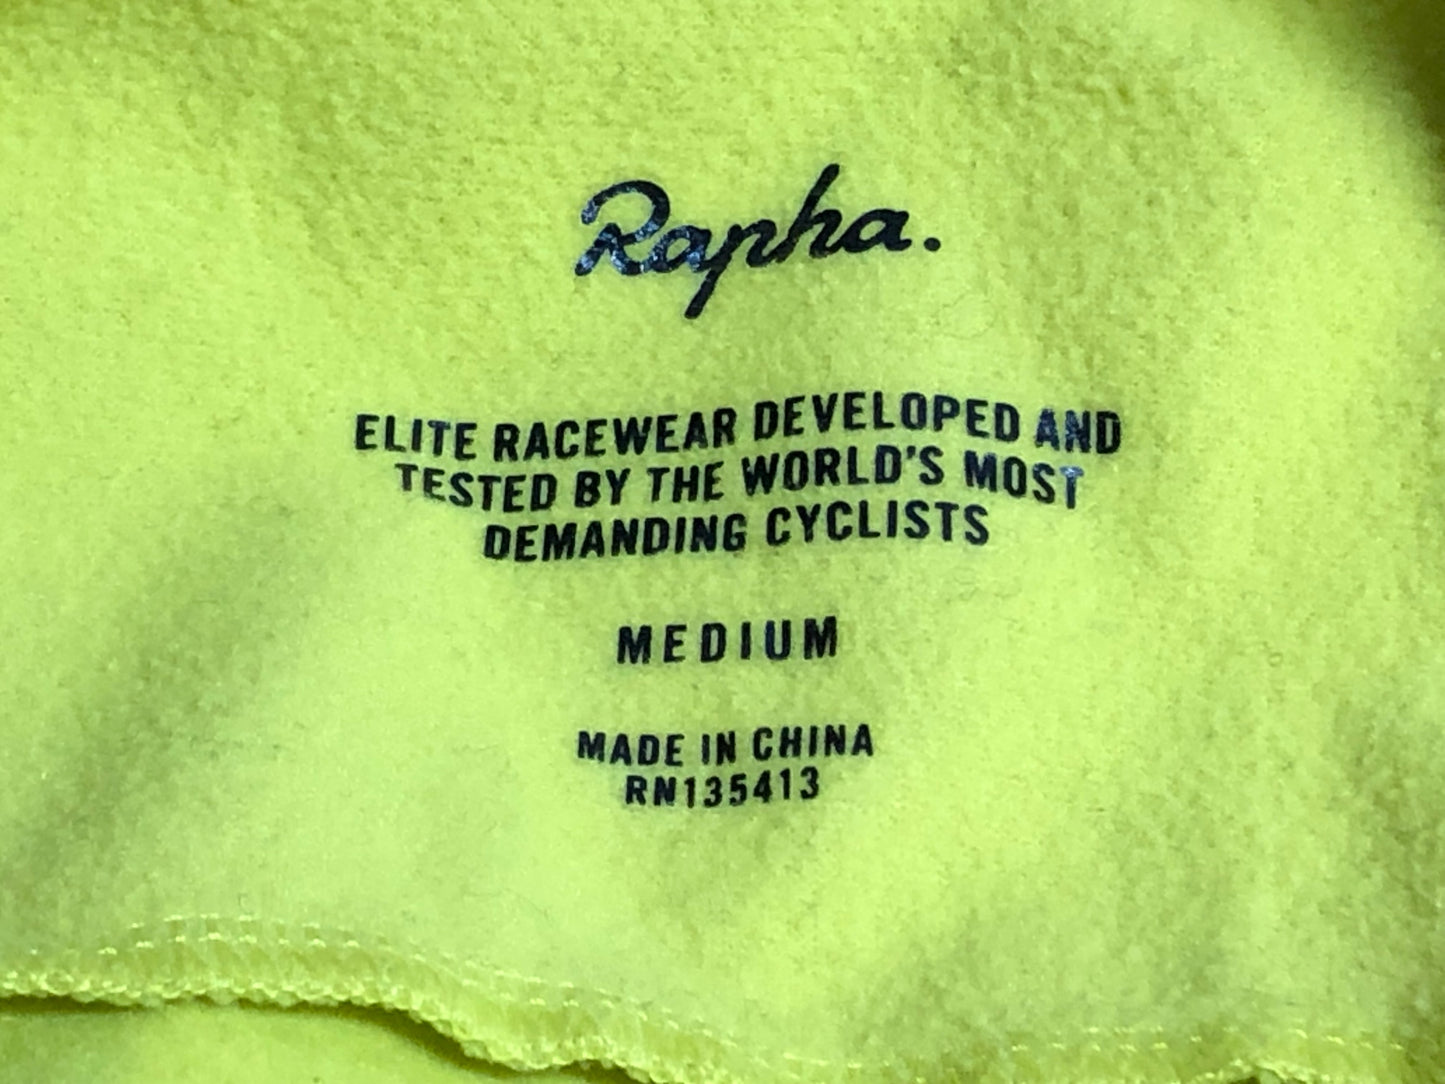 Rapha.
ELITE RACEWEAR DEVELOPED AND
TESTED BY THE WORLD'S MOST
DEMANDING CYCLISTS
MEDIUM
MADE IN CHINA
RN135413